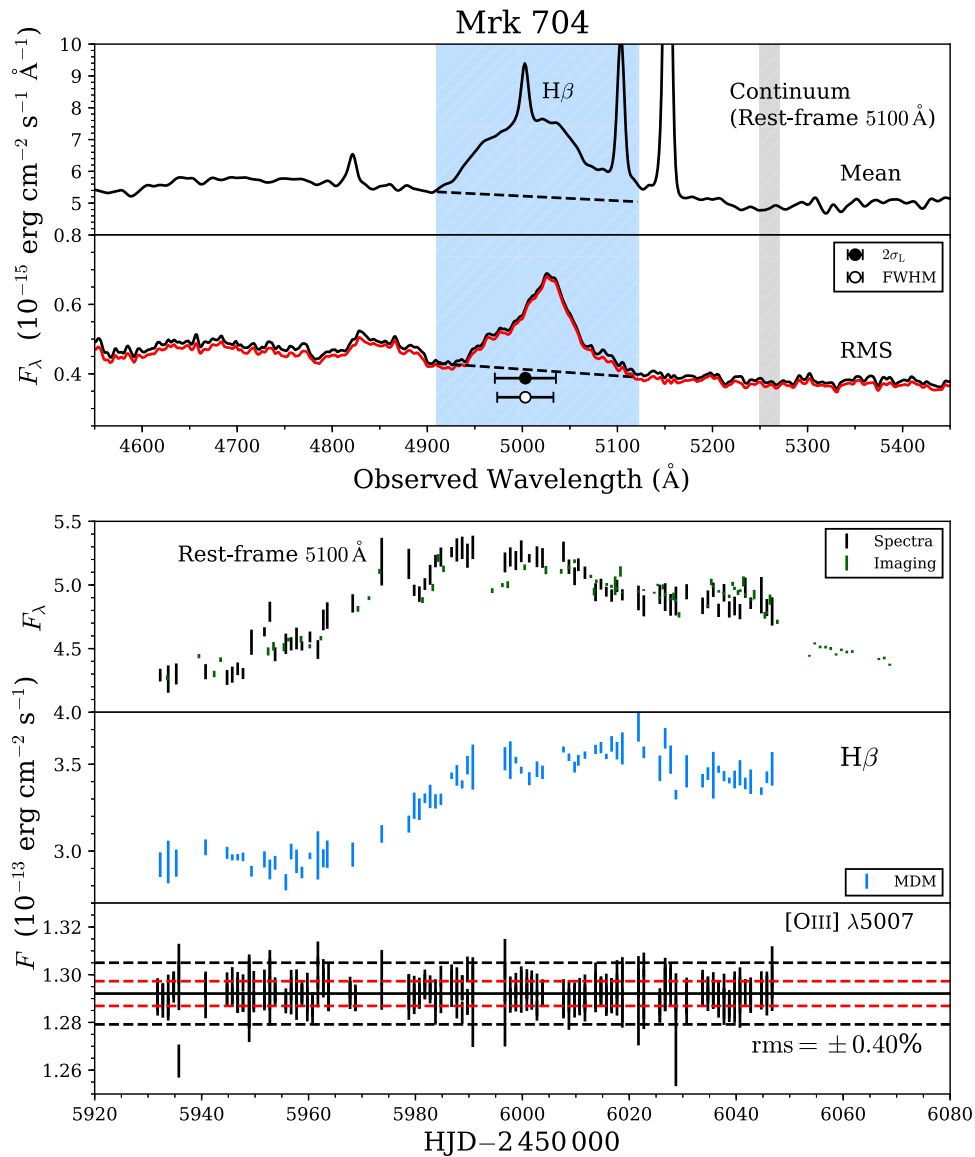 Mrk 704
10
9
8
7
6
5
F_λ (10⁻¹⁵ erg cm⁻² s⁻¹ Å⁻¹)
Hβ
Continuum
(Rest-frame 5100 Å)
Mean
0.8
0.6
0.4
2σ_L
FWHM
RMS
4600 4700 4800 4900 5000 5100 5200 5300 5400
Observed Wavelength (Å)
5.5
5.0
4.5
4.0
F_λ
Rest-frame 5100 Å
Spectra
Imaging
3.5
3.0
F (10⁻¹³ erg cm⁻² s⁻¹)
Hβ
MDM
1.32
1.30
1.28
1.26
[OIII] λ5007
rms = ± 0.40%
5920 5940 5960 5980 6000 6020 6040 6060 6080
HJD−2 450 000